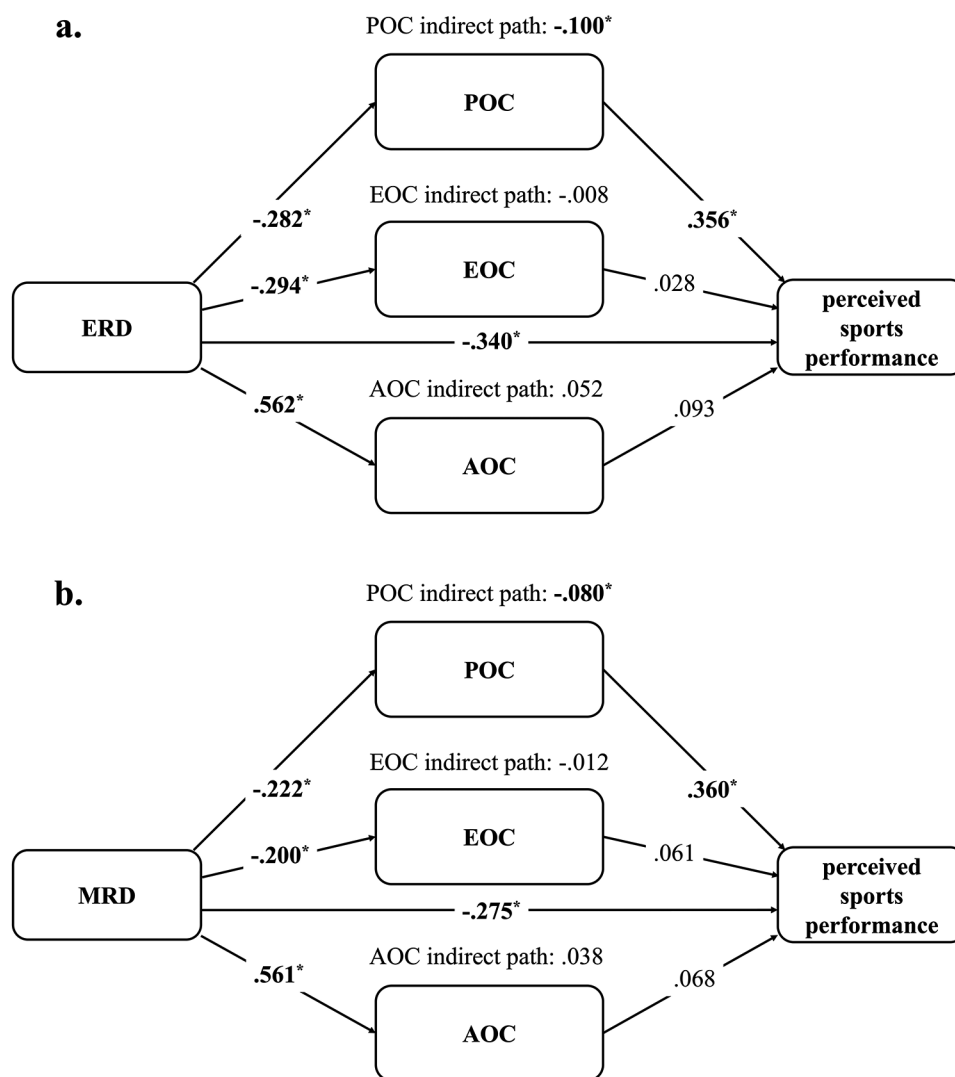 a.
POC indirect path: -.100*
POC
-.282*
.356*
EOC indirect path: -.008
EOC
-.294*
.028
ERD
perceived
sports
performance
-.340*
AOC indirect path: .052
.562*
.093
AOC
b.
POC indirect path: -.080*
POC
-.222*
.360*
EOC indirect path: -.012
EOC
-.200*
.061
MRD
perceived
sports
performance
-.275*
AOC indirect path: .038
.561*
.068
AOC